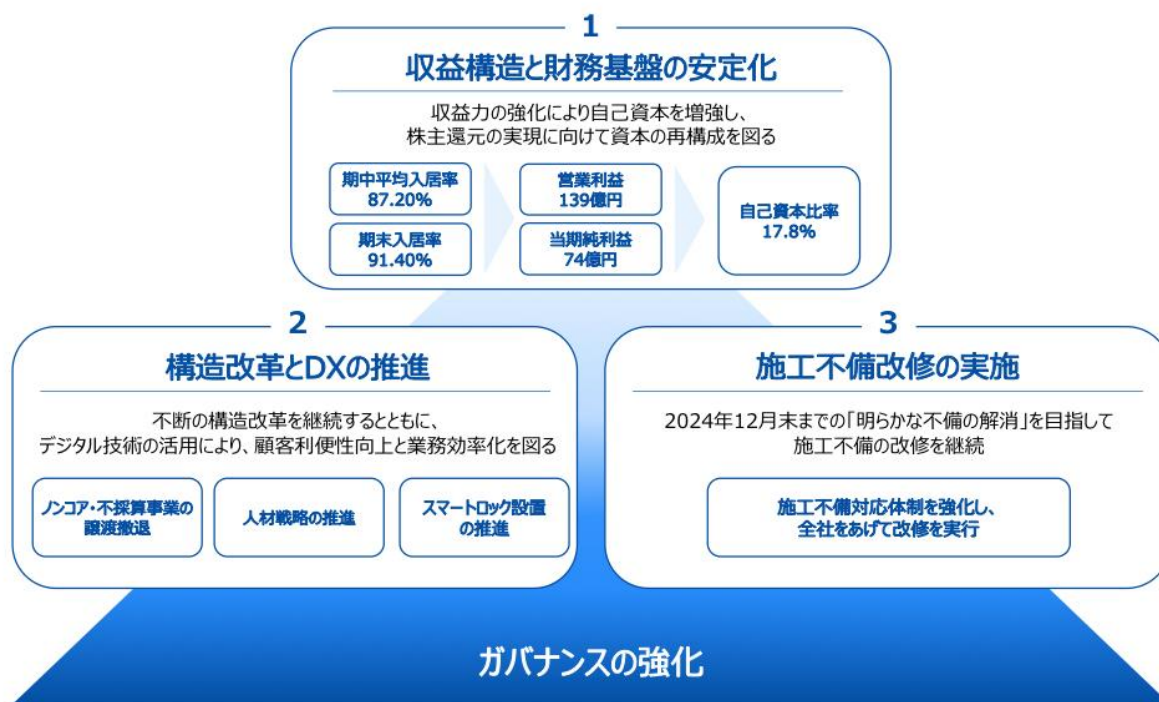 1
収益構造と財務基盤の安定化
収益力の強化により自己資本を増強し、
株主還元の実現に向けて資本の再構成を図る
期中平均入居率
87.20%
期末入居率
91.40%
営業利益
139億円
当期純利益
74億円
自己資本比率
17.8%
2
構造改革とDXの推進
不断の構造改革を継続するとともに、
デジタル技術の活用により、顧客利便性向上と業務効率化を図る
ノンコア・不採算事業の
譲渡撤退
人材戦略の推進
スマートロック設置
の推進
3
施工不備改修の実施
2024年12月末までの「明らかな不備の解消」を目指して
施工不備の改修を継続
施工不備対応体制を強化し、
全社をあげて改修を実行
ガバナンスの強化